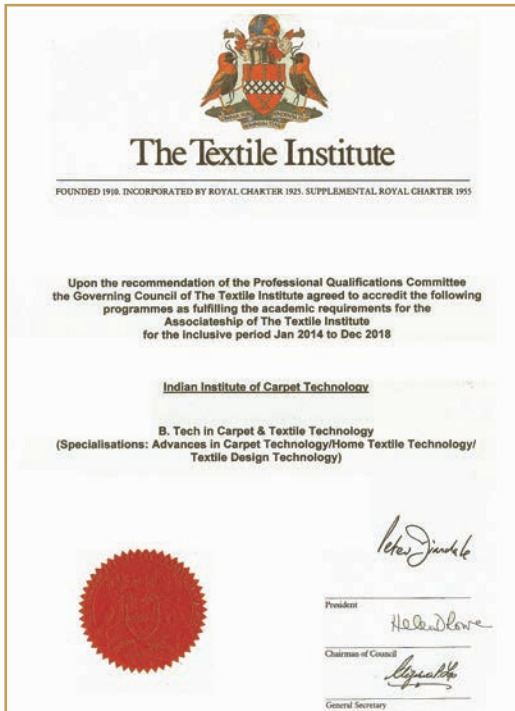 The Textile Institute
FOUNDED 1910. INCORPORATED BY ROYAL CHARTER 1925. SUPPLEMENTAL ROYAL CHARTER 1955
Upon the recommendation of the Professional Qualifications Committee
the Governing Council of The Textile Institute agreed to accredit the following
programmes as fulfilling the academic requirements for the
Associateship of The Textile Institute
for the inclusive period Jan 2014 to Dec 2018
Indian Institute of Carpet Technology
B. Tech in Carpet & Textile Technology
(Specialisations: Advances in Carpet Technology/Home Textile Technology/
Textile Design Technology)
Peter
President
Helen D Lowe
Chairman of Council
General Secretary